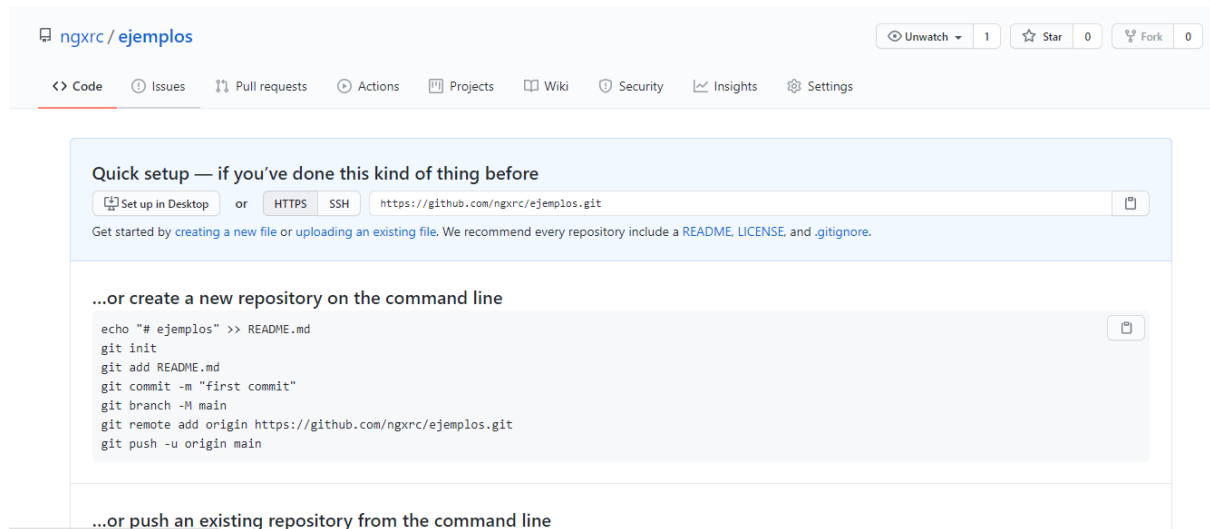 ngxrc / ejemplos
Unwatch 1 Star 0 Fork 0
Code Issues Pull requests Actions Projects Wiki Security Insights Settings
Quick setup — if you've done this kind of thing before
Set up in Desktop or HTTPS SSH https://github.com/ngxrc/ejemplos.git
Get started by creating a new file or uploading an existing file. We recommend every repository include a README, LICENSE, and .gitignore.
…or create a new repository on the command line
echo "# ejemplos" >> README.md
git init
git add README.md
git commit -m "first commit"
git branch -M main
git remote add origin https://github.com/ngxrc/ejemplos.git
git push -u origin main
…or push an existing repository from the command line